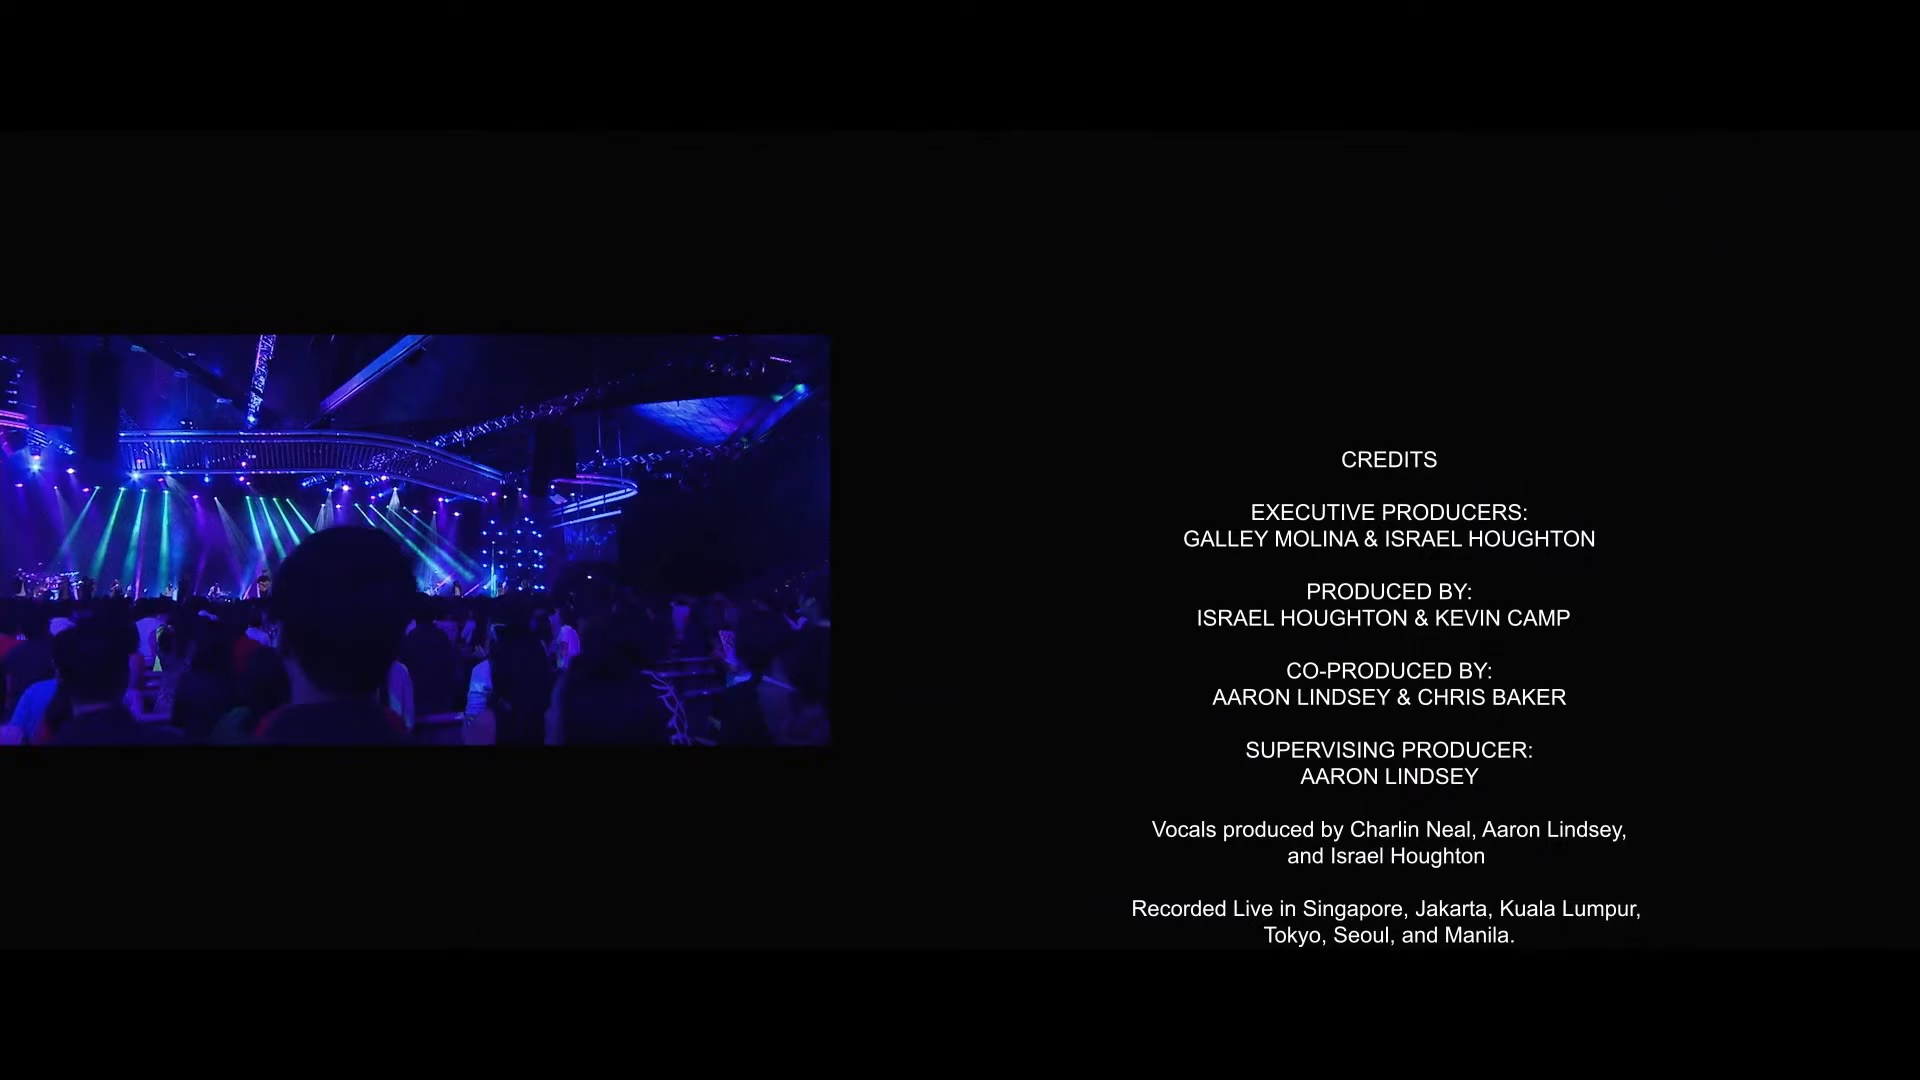 CREDITS
EXECUTIVE PRODUCERS:
GALLEY MOLINA & ISRAEL HOUGHTON
PRODUCED BY:
ISRAEL HOUGHTON & KEVIN CAMP
CO-PRODUCED BY:
AARON LINDSEY & CHRIS BAKER
SUPERVISING PRODUCER:
AARON LINDSEY
Vocals produced by Charlin Neal, Aaron Lindsey,
and Israel Houghton
Recorded Live in Singapore, Jakarta, Kuala Lumpur,
Tokyo, Seoul, and Manila.